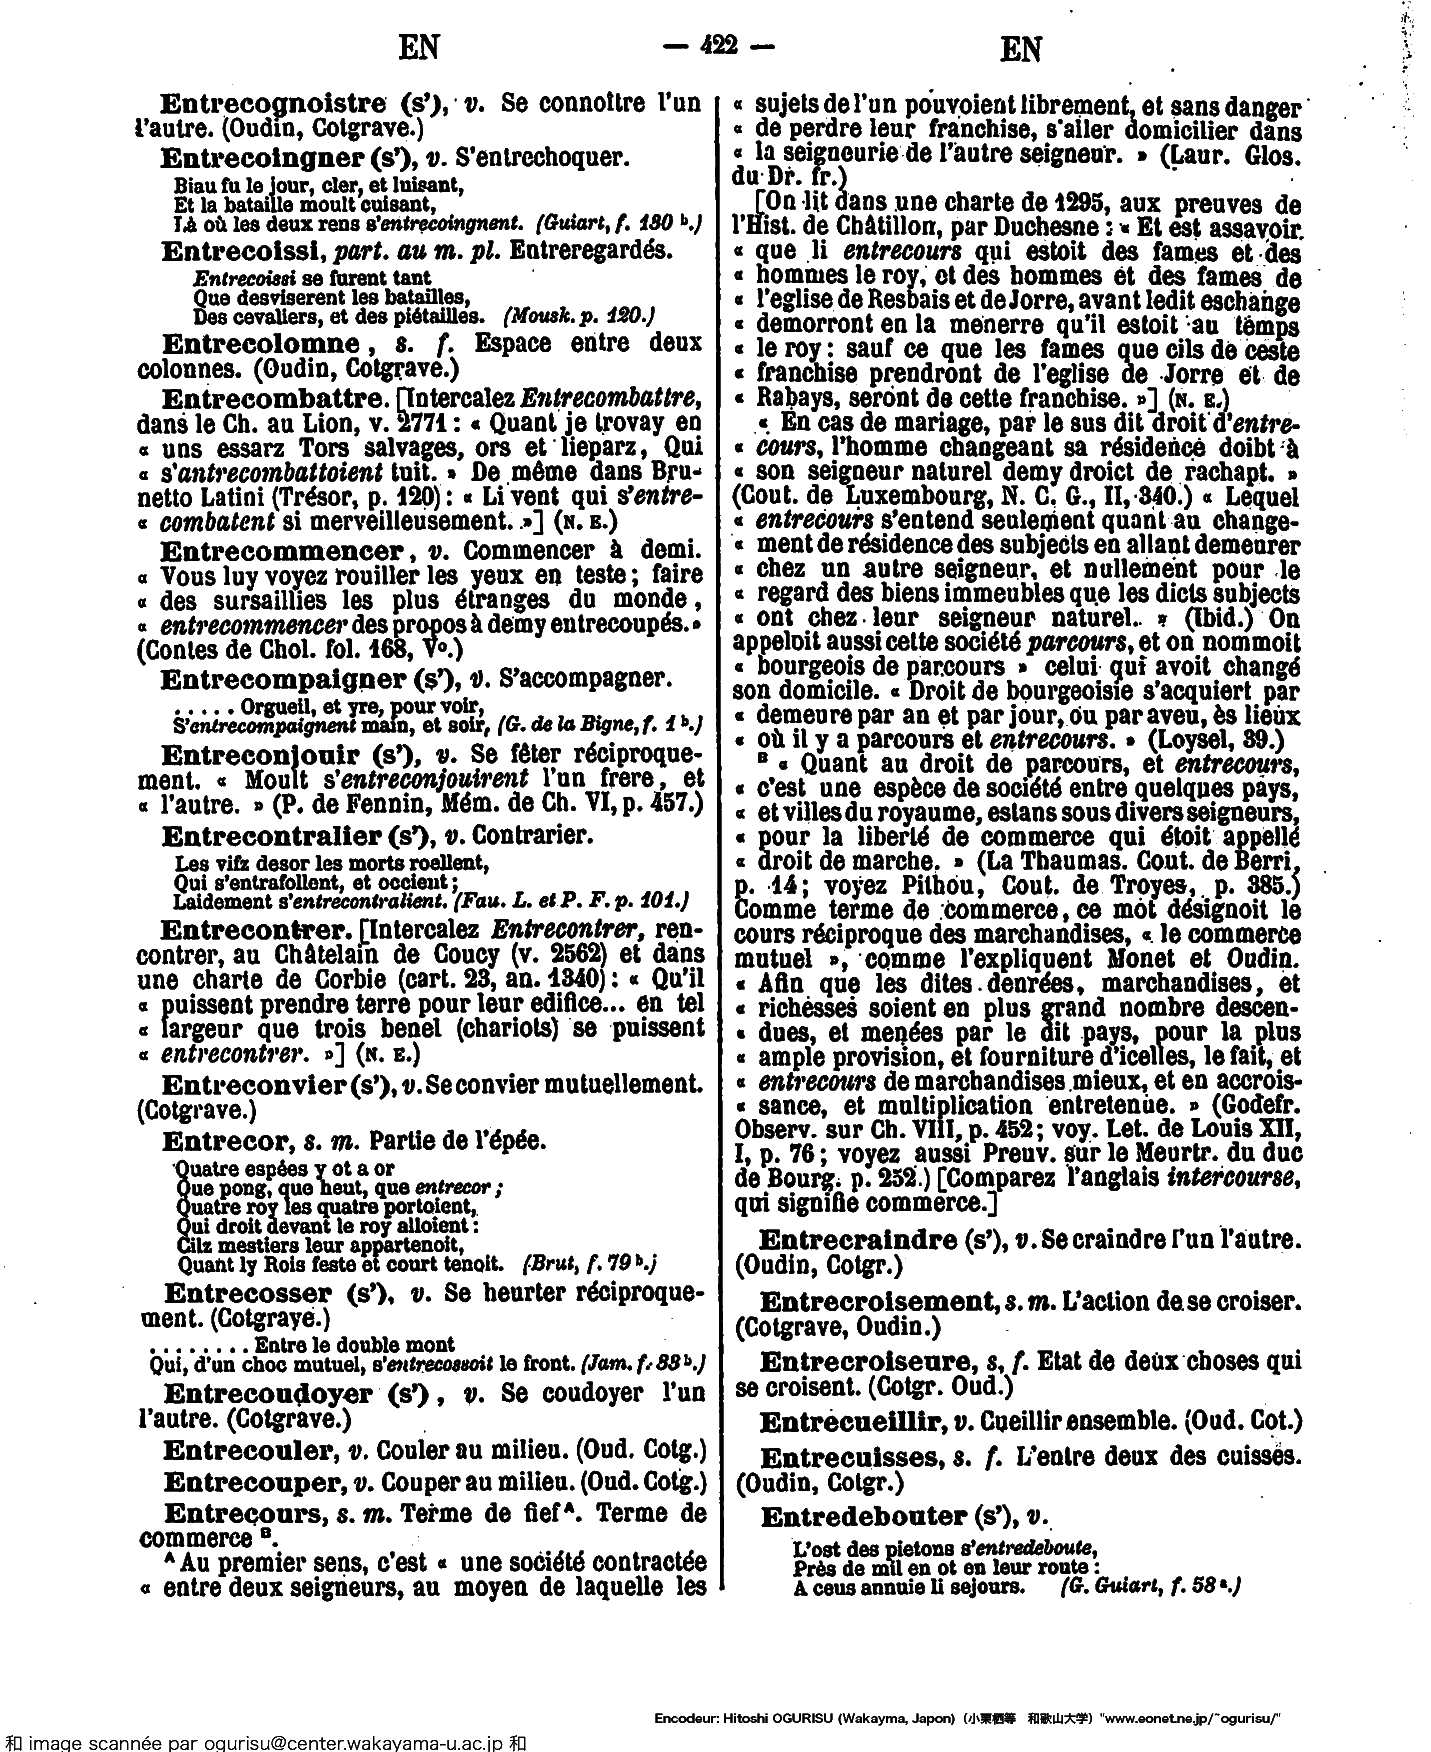 EN — 422 — EN
Entrecognoistre (s'), v. Se connoître l'un
l'autre. (Oudin, Cotgrave.)
Entrecoingner (s'), v. S'entrechoquer.
Biau fu le jour, cler, et luisant,
Et la bataille moult cuisant,
Là où les deux rens s'entrecoingnent. (Guiart, f. 180 b.)
Entrecoissi, part. au m. pl. Entreregardés.
Entrecoissi se furent tant
Que desviserent les batailles,
Des cevaliers, et des piétailles. (Mousk. p. 120.)
Entrecolomne, s. f. Espace entre deux
colonnes. (Oudin, Cotgrave.)
Entrecombattre. [Intercalez Entrecombattre,
dans le Ch. au Lion, v. 2771 : « Quant je trovay en
« uns essarz Tors salvages, ors et lieparz, Qui
« s'antrecombattoient tuit. » De même dans Bru-
netto Latini (Trésor, p. 120) : « Li vent qui s'entre-
« combatent si merveilleusement. »] (N. E.)
Entrecommencer, v. Commencer à demi.
« Vous luy voyez rouiller les yeux en teste ; faire
« des sursaillies les plus étranges du monde,
« entrecommencer des propos à demy entrecoupés. »
(Contes de Chol. fol. 168, Vo.)
Entrecompaigner (s'), v. S'accompagner.
. . . . . Orgueil, et yre, pour voir,
S'entrecompaignent main, et soir, (G. de la Bigne, f. 1 b.)
Entreconjouir (s'), v. Se fêter réciproque-
ment. « Moult s'entreconjouirent l'un frere, et
« l'autre. » (P. de Fennin, Mém. de Ch. VI, p. 457.)
Entrecontralier (s'), v. Contrarier.
Les vifz desor les morts roellent,
Qui s'entrafollent, et occient ;
Laidement s'entrecontralient. (Fau. L. et P. F. p. 101.)
Entrecontrer. [Intercalez Entrecontrer, ren-
contrer, au Châtelain de Coucy (v. 2562) et dans
une charte de Corbie (cart. 23, an. 1340) : « Qu'il
« puissent prendre terre pour leur edifice... en tel
« largeur que trois benel (chariots) se puissent
« entrecontrer. »] (N. E.)
Entreconvier (s'), v. Se convier mutuellement.
(Cotgrave.)
Entrecor, s. m. Partie de l'épée.
Quatre espées y ot a or
Que pong, que heut, que entrecor ;
Quatre roy les quatre portoient,
Qui droit devant le roy alloient :
Cilz mestiers leur appartenoit,
Quant ly Rois feste et court tenoit. (Brut, f. 79 b.)
Entrecosser (s'), v. Se heurter réciproque-
ment. (Cotgrave.)
. . . . . . . . Entre le double mont
Qui, d'un choc mutuel, s'entrecossoit le front. (Jam. f. 88 b.)
Entrecoudoyer (s'), v. Se coudoyer l'un
l'autre. (Cotgrave.)
Entrecouler, v. Couler au milieu. (Oud. Cotg.)
Entrecouper, v. Couper au milieu. (Oud. Cotg.)
Entrecours, s. m. Terme de fief A. Terme de
commerce B.
A Au premier sens, c'est « une société contractée
« entre deux seigneurs, au moyen de laquelle les
« sujets de l'un pouvoient librement, et sans danger
« de perdre leur franchise, s'aller domicilier dans
« la seigneurie de l'autre seigneur. » (Laur. Glos.
du Dr. fr.)
[On lit dans une charte de 1295, aux preuves de
l'Hist. de Châtillon, par Duchesne : « Et est assavoir
« que li entrecours qui estoit des fames et des
« hommes le roy, et des hommes et des fames de
« l'eglise de Resbais et de Jorre, avant ledit eschange
« demorront en la menerre qu'il estoit au temps
« le roy : sauf ce que les fames que cils de ceste
« franchise prendront de l'eglise de Jorre et de
« Rabays, seront de cette franchise. »] (N. E.)
« En cas de mariage, par le sus dit droit d'entre-
« cours, l'homme changeant sa résidence doibt à
« son seigneur naturel demy droict de rachapt. »
(Cout. de Luxembourg, N. C. G., II, 340.) « Lequel
« entrecours s'entend seulement quant au change-
« ment de résidence des subjects en allant demeurer
« chez un autre seigneur, et nullement pour le
« regard des biens immeubles que les dicts subjects
« ont chez leur seigneur naturel. » (Ibid.) On
appeloit aussi cette société parcours, et on nommoit
« bourgeois de parcours » celui qui avoit changé
son domicile. « Droit de bourgeoisie s'acquiert par
« demeure par an et par jour, ou par aveu, ès lieux
« où il y a parcours et entrecours. » (Loysel, 39.)
B « Quant au droit de parcours, et entrecours,
« c'est une espèce de société entre quelques pays,
« et villes du royaume, estans sous divers seigneurs,
« pour la liberté de commerce qui étoit appellé
« droit de marche. » (La Thaumas. Cout. de Berri,
p. 14 ; voyez Pithou, Cout. de Troyes, p. 385.)
Comme terme de commerce, ce mot désignoit le
cours réciproque des marchandises, « le commerce
mutuel », comme l'expliquent Monet et Oudin.
« Afin que les dites denrées, marchandises, et
« richesses soient en plus grand nombre descen-
« dues, et menées par le dit pays, pour la plus
« ample provision, et fourniture d'icelles, le fait, et
« entrecours de marchandises mieux, et en accrois-
« sance, et multiplication entretenue. » (Godefr.
Observ. sur Ch. VIII, p. 452 ; voy. Let. de Louis XII,
I, p. 76 ; voyez aussi Preuv. sur le Meurtr. du duc
de Bourg. p. 252.) [Comparez l'anglais intercourse,
qui signifie commerce.]
Entrecraindre (s'), v. Se craindre l'un l'autre.
(Oudin, Cotgr.)
Entrecroisement, s. m. L'action de se croiser.
(Cotgrave, Oudin.)
Entrecroiseure, s, f. Etat de deux choses qui
se croisent. (Cotgr. Oud.)
Entrecueillir, v. Cueillir ensemble. (Oud. Cot.)
Entrecuisses, s. f. L'entre deux des cuisses.
(Oudin, Cotgr.)
Entredebouter (s'), v.
L'ost des pietons s'entredeboute,
Près de mil en ot en leur route :
A ceus annuie li sejours. (G. Guiart, f. 58 a.)
Encodeur: Hitoshi OGURISU (Wakayma, Japon) (小栗栖等 和歌山大学) "www.eonet.ne.jp/~ogurisu/"
和 image scannée par ogurisu@center.wakayama-u.ac.jp 和